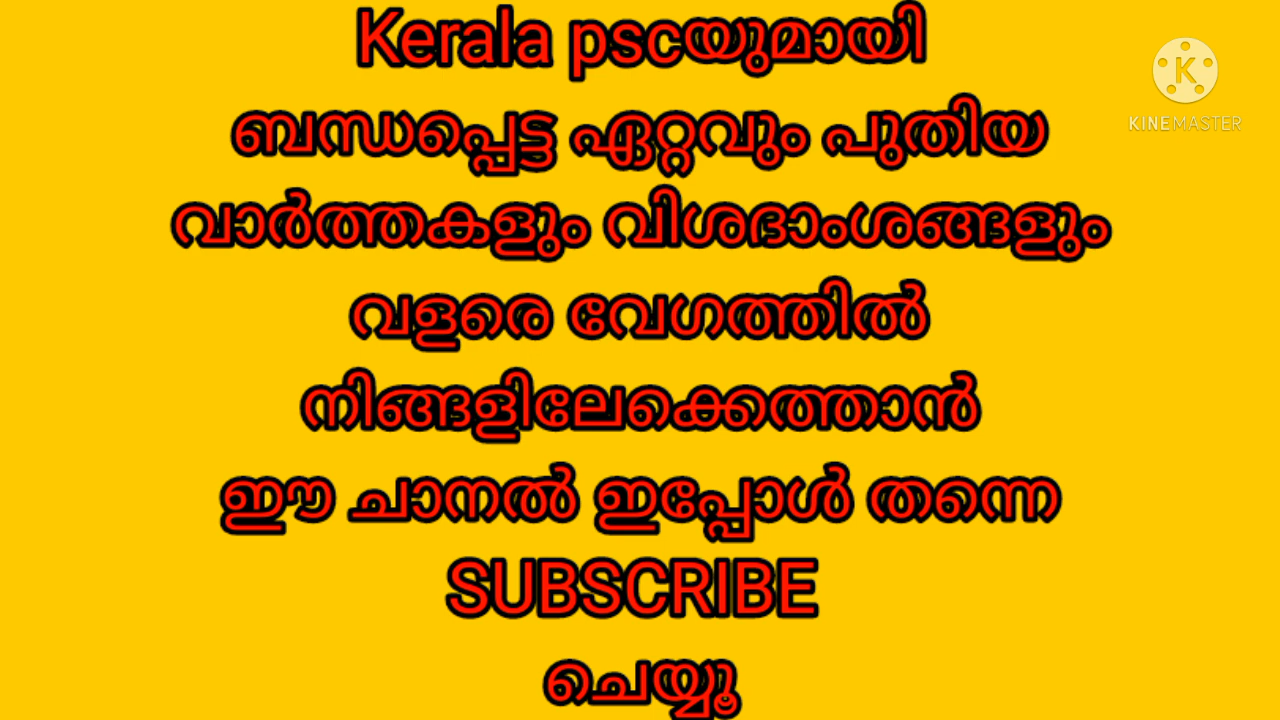 Kerala pscയുമായി
ബന്ധപ്പെട്ട ഏറ്റവും പുതിയ
വാർത്തകളും വിശദാംശങ്ങളും
വളരെ വേഗത്തിൽ
നിങ്ങളിലേക്കെത്താൻ
ഈ ചാനൽ ഇപ്പോൾ തന്നെ
SUBSCRIBE
ചെയ്യൂ
K
KINEMASTER